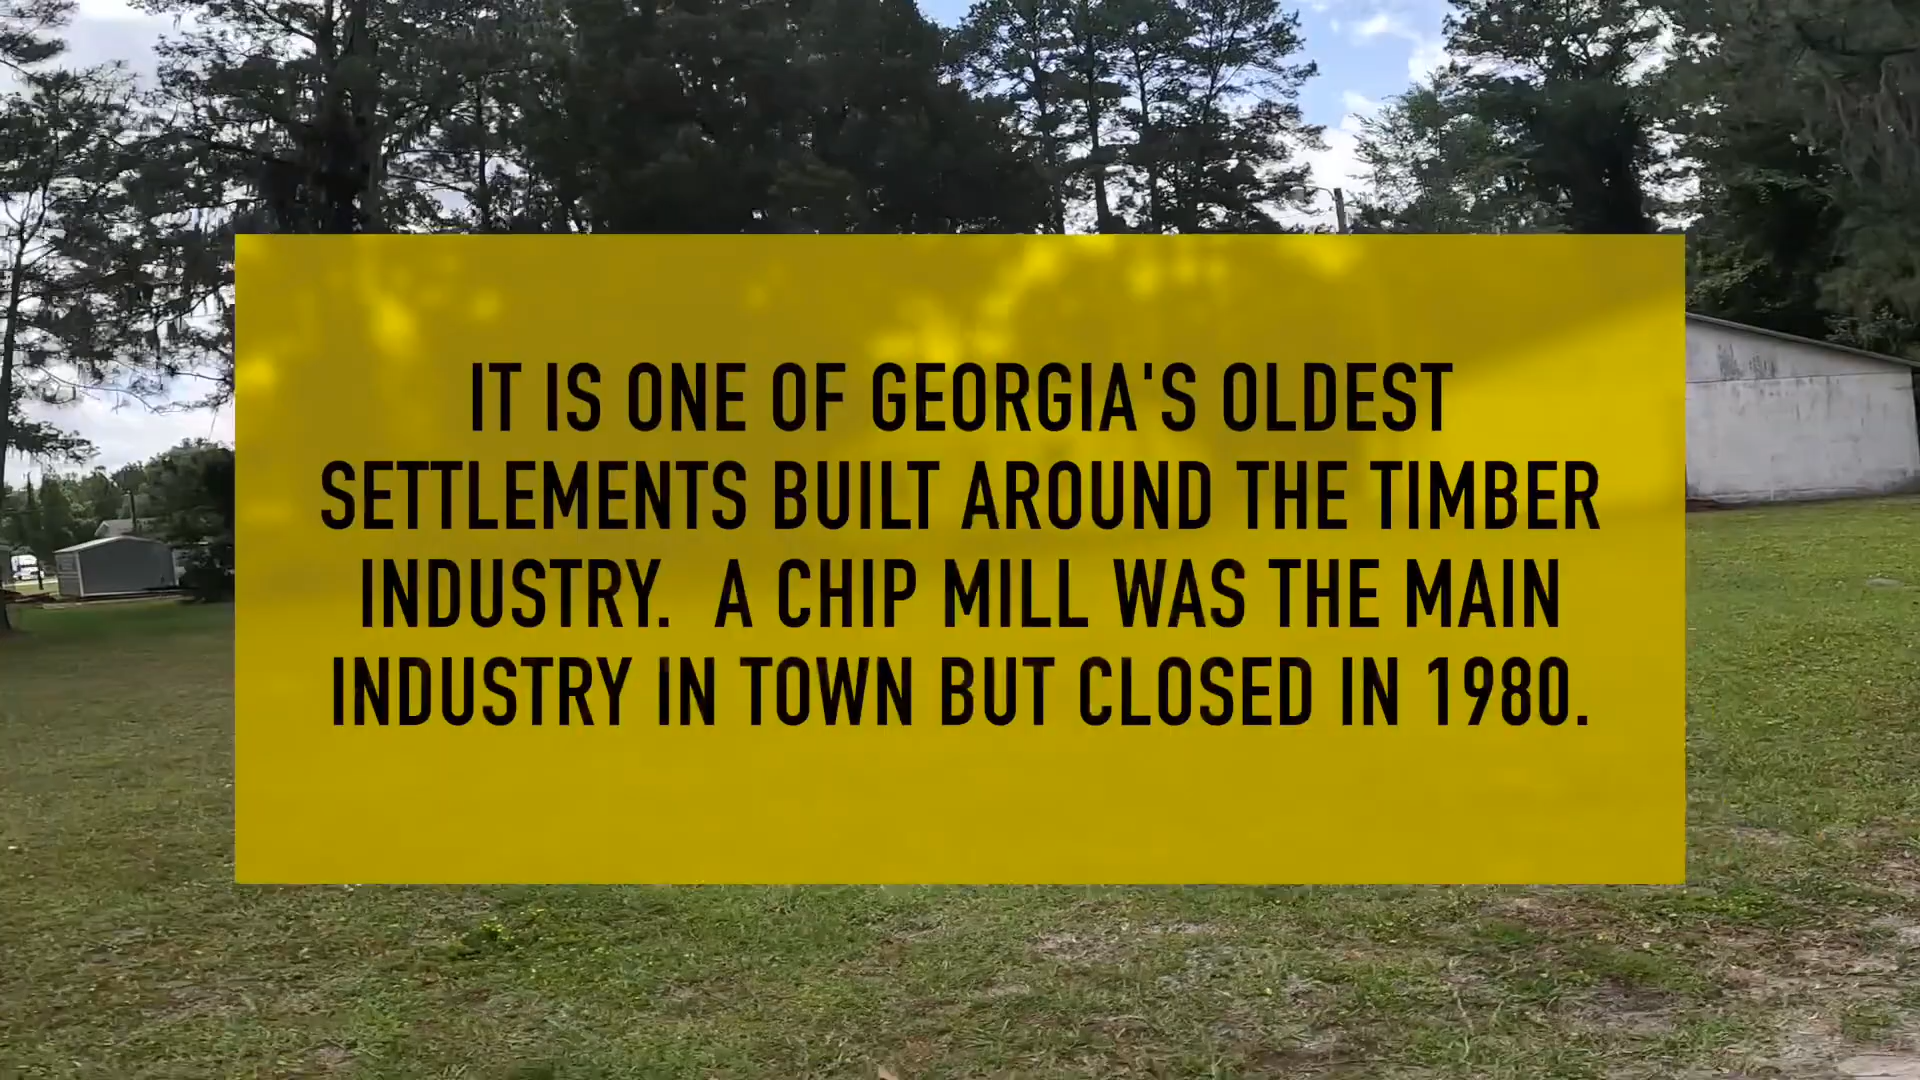 IT IS ONE OF GEORGIA'S OLDEST
SETTLEMENTS BUILT AROUND THE TIMBER
INDUSTRY.  A CHIP MILL WAS THE MAIN
INDUSTRY IN TOWN BUT CLOSED IN 1980.